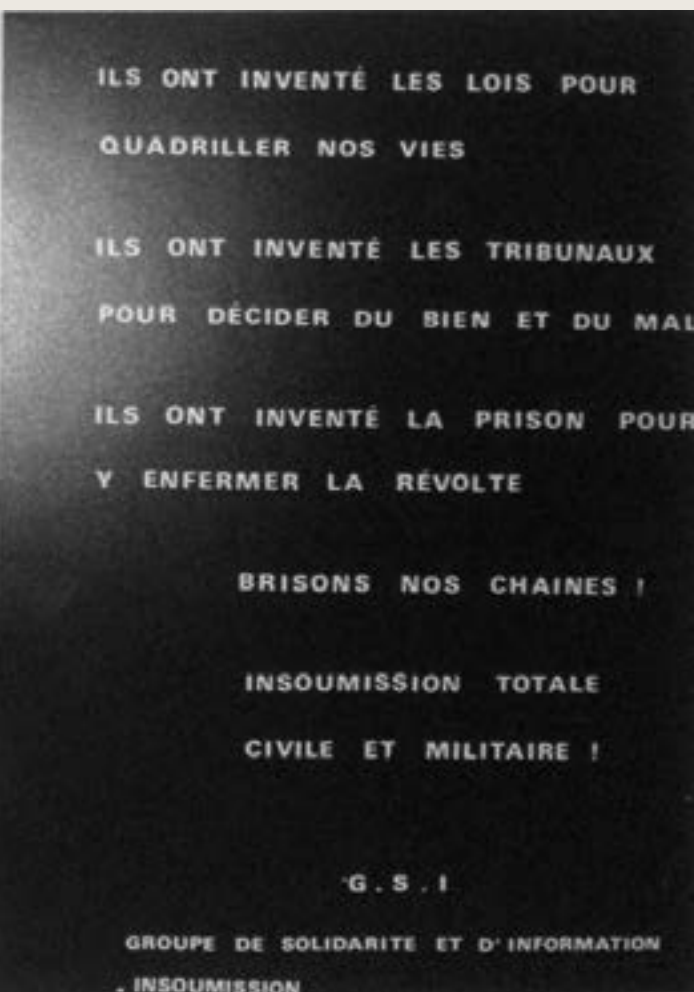 ILS ONT INVENTÉ LES LOIS POUR
QUADRILLER NOS VIES
ILS ONT INVENTÉ LES TRIBUNAUX
POUR DÉCIDER DU BIEN ET DU MAL
ILS ONT INVENTÉ LA PRISON POUR
Y ENFERMER LA RÉVOLTE
BRISONS NOS CHAINES !
INSOUMISSION TOTALE
CIVILE ET MILITAIRE !
G . S . I
GROUPE DE SOLIDARITE ET D'INFORMATION
. INSOUMISSION